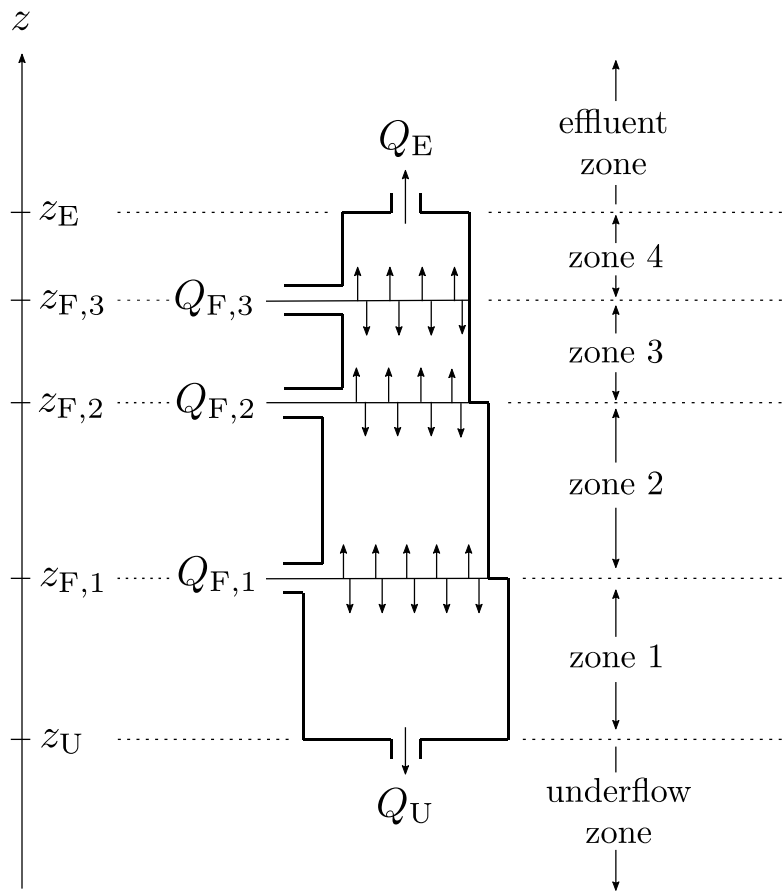 z
Q_E
effluent
zone
z_E
zone 4
z_F,3
Q_F,3
zone 3
z_F,2
Q_F,2
zone 2
z_F,1
Q_F,1
zone 1
z_U
Q_U
underflow
zone